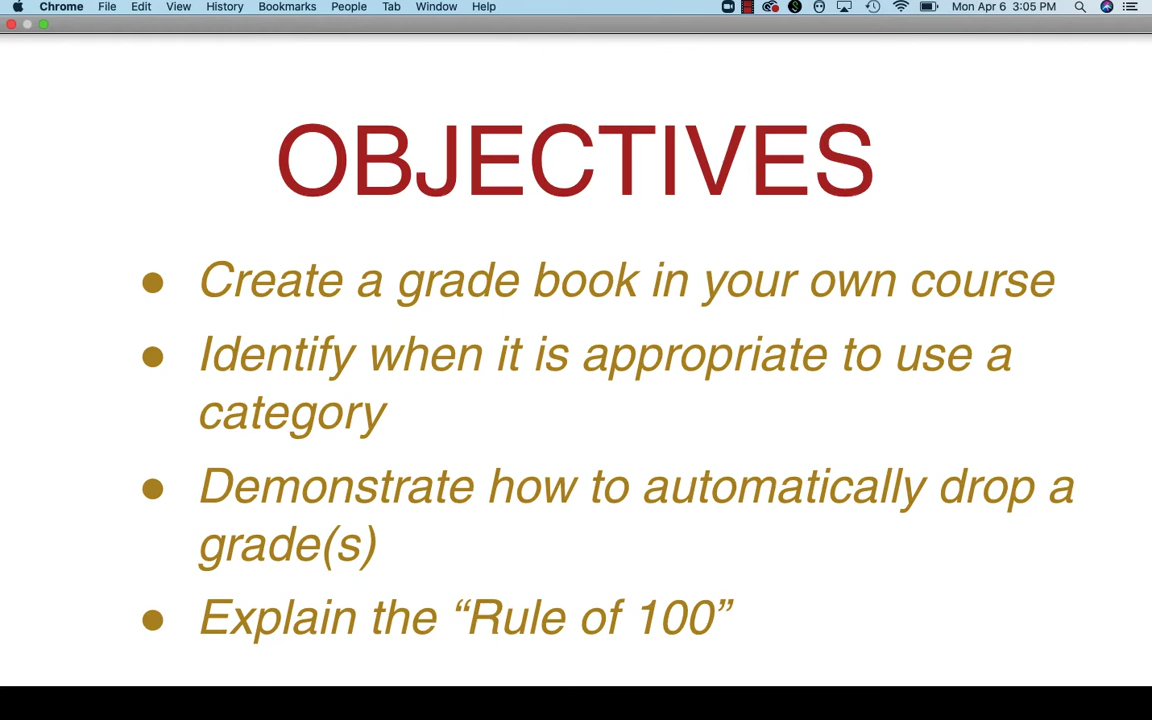 Chrome File Edit View History Bookmarks People Tab Window Help Mon Apr 6 3:05 PM
OBJECTIVES
● Create a grade book in your own course
● Identify when it is appropriate to use a
category
● Demonstrate how to automatically drop a
grade(s)
● Explain the “Rule of 100”